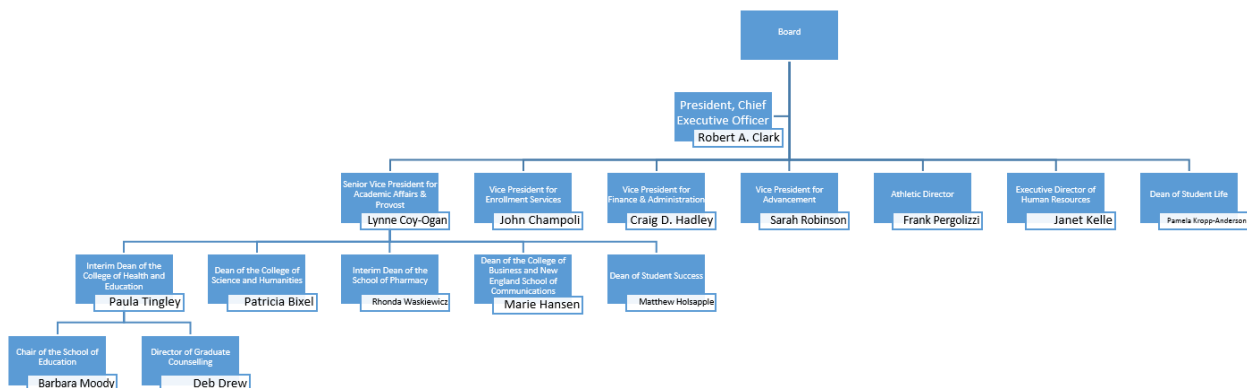 Board
President, Chief
Executive Officer
Robert A. Clark
Senior Vice President for
Academic Affairs &
Provost
Lynne Coy-Ogan
Vice President for
Enrollment Services
John Champoli
Vice President for
Finance & Administration
Craig D. Hadley
Vice President for
Advancement
Sarah Robinson
Athletic Director
Frank Pergolizzi
Executive Director of
Human Resources
Janet Kelle
Dean of Student Life
Pamela Kropp-Anderson
Interim Dean of the
College of Health and
Education
Paula Tingley
Dean of the College of
Science and Humanities
Patricia Bixel
Interim Dean of the
School of Pharmacy
Rhonda Waskiewicz
Dean of the College of
Business and New
England School of
Communications
Marie Hansen
Dean of Student Success
Matthew Holsapple
Chair of the School of
Education
Barbara Moody
Director of Graduate
Counselling
Deb Drew